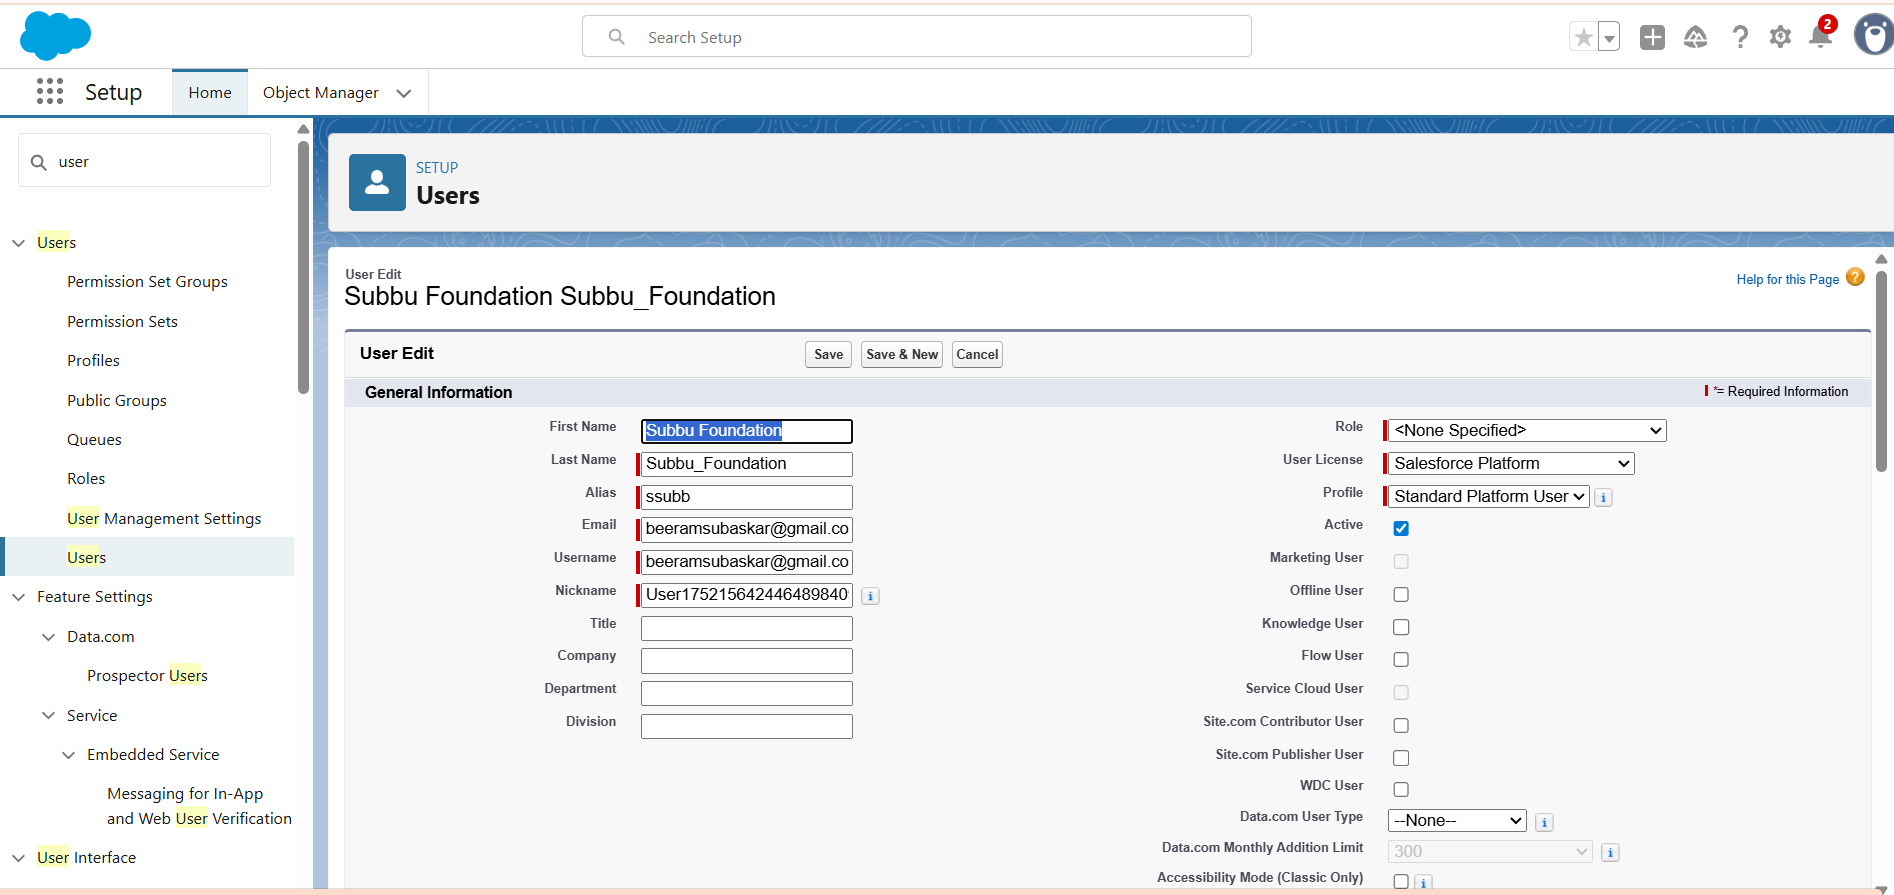 Search Setup
2
Setup
Home
Object Manager
user
Users
Permission Set Groups
Permission Sets
Profiles
Public Groups
Queues
Roles
User Management Settings
Users
Feature Settings
Data.com
Prospector Users
Service
Embedded Service
Messaging for In-App
and Web User Verification
User Interface
SETUP
Users
User Edit
Subbu Foundation Subbu_Foundation
Help for this Page ?
User Edit
Save
Save & New
Cancel
General Information
*= Required Information
First Name Subbu Foundation
Last Name Subbu_Foundation
Alias ssubb
Email beeramsubaskar@gmail.co
Username beeramsubaskar@gmail.co
Nickname User175215642446489840 i
Title
Company
Department
Division
Role <None Specified>
User License Salesforce Platform
Profile Standard Platform User i
Active
Marketing User
Offline User
Knowledge User
Flow User
Service Cloud User
Site.com Contributor User
Site.com Publisher User
WDC User
Data.com User Type --None-- i
Data.com Monthly Addition Limit 300 i
Accessibility Mode (Classic Only) i